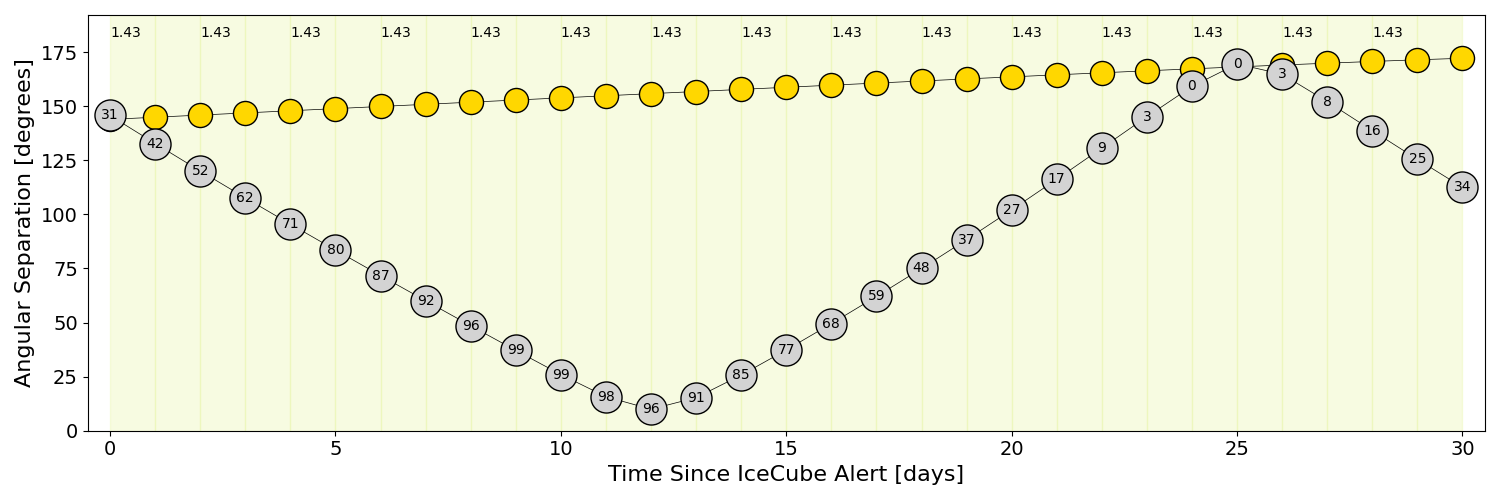 1.43 1.43 1.43 1.43 1.43 1.43 1.43 1.43 1.43 1.43 1.43 1.43 1.43 1.43 1.43
175
150
125
100
75
50
25
0
Angular Separation [degrees]
31 42 52 62 71 80 87 92 96 99 99 98 96 91 85 77 68 59 48 37 27 17 9 3 0 0 3 8 16 25 34
0 5 10 15 20 25 30
Time Since IceCube Alert [days]